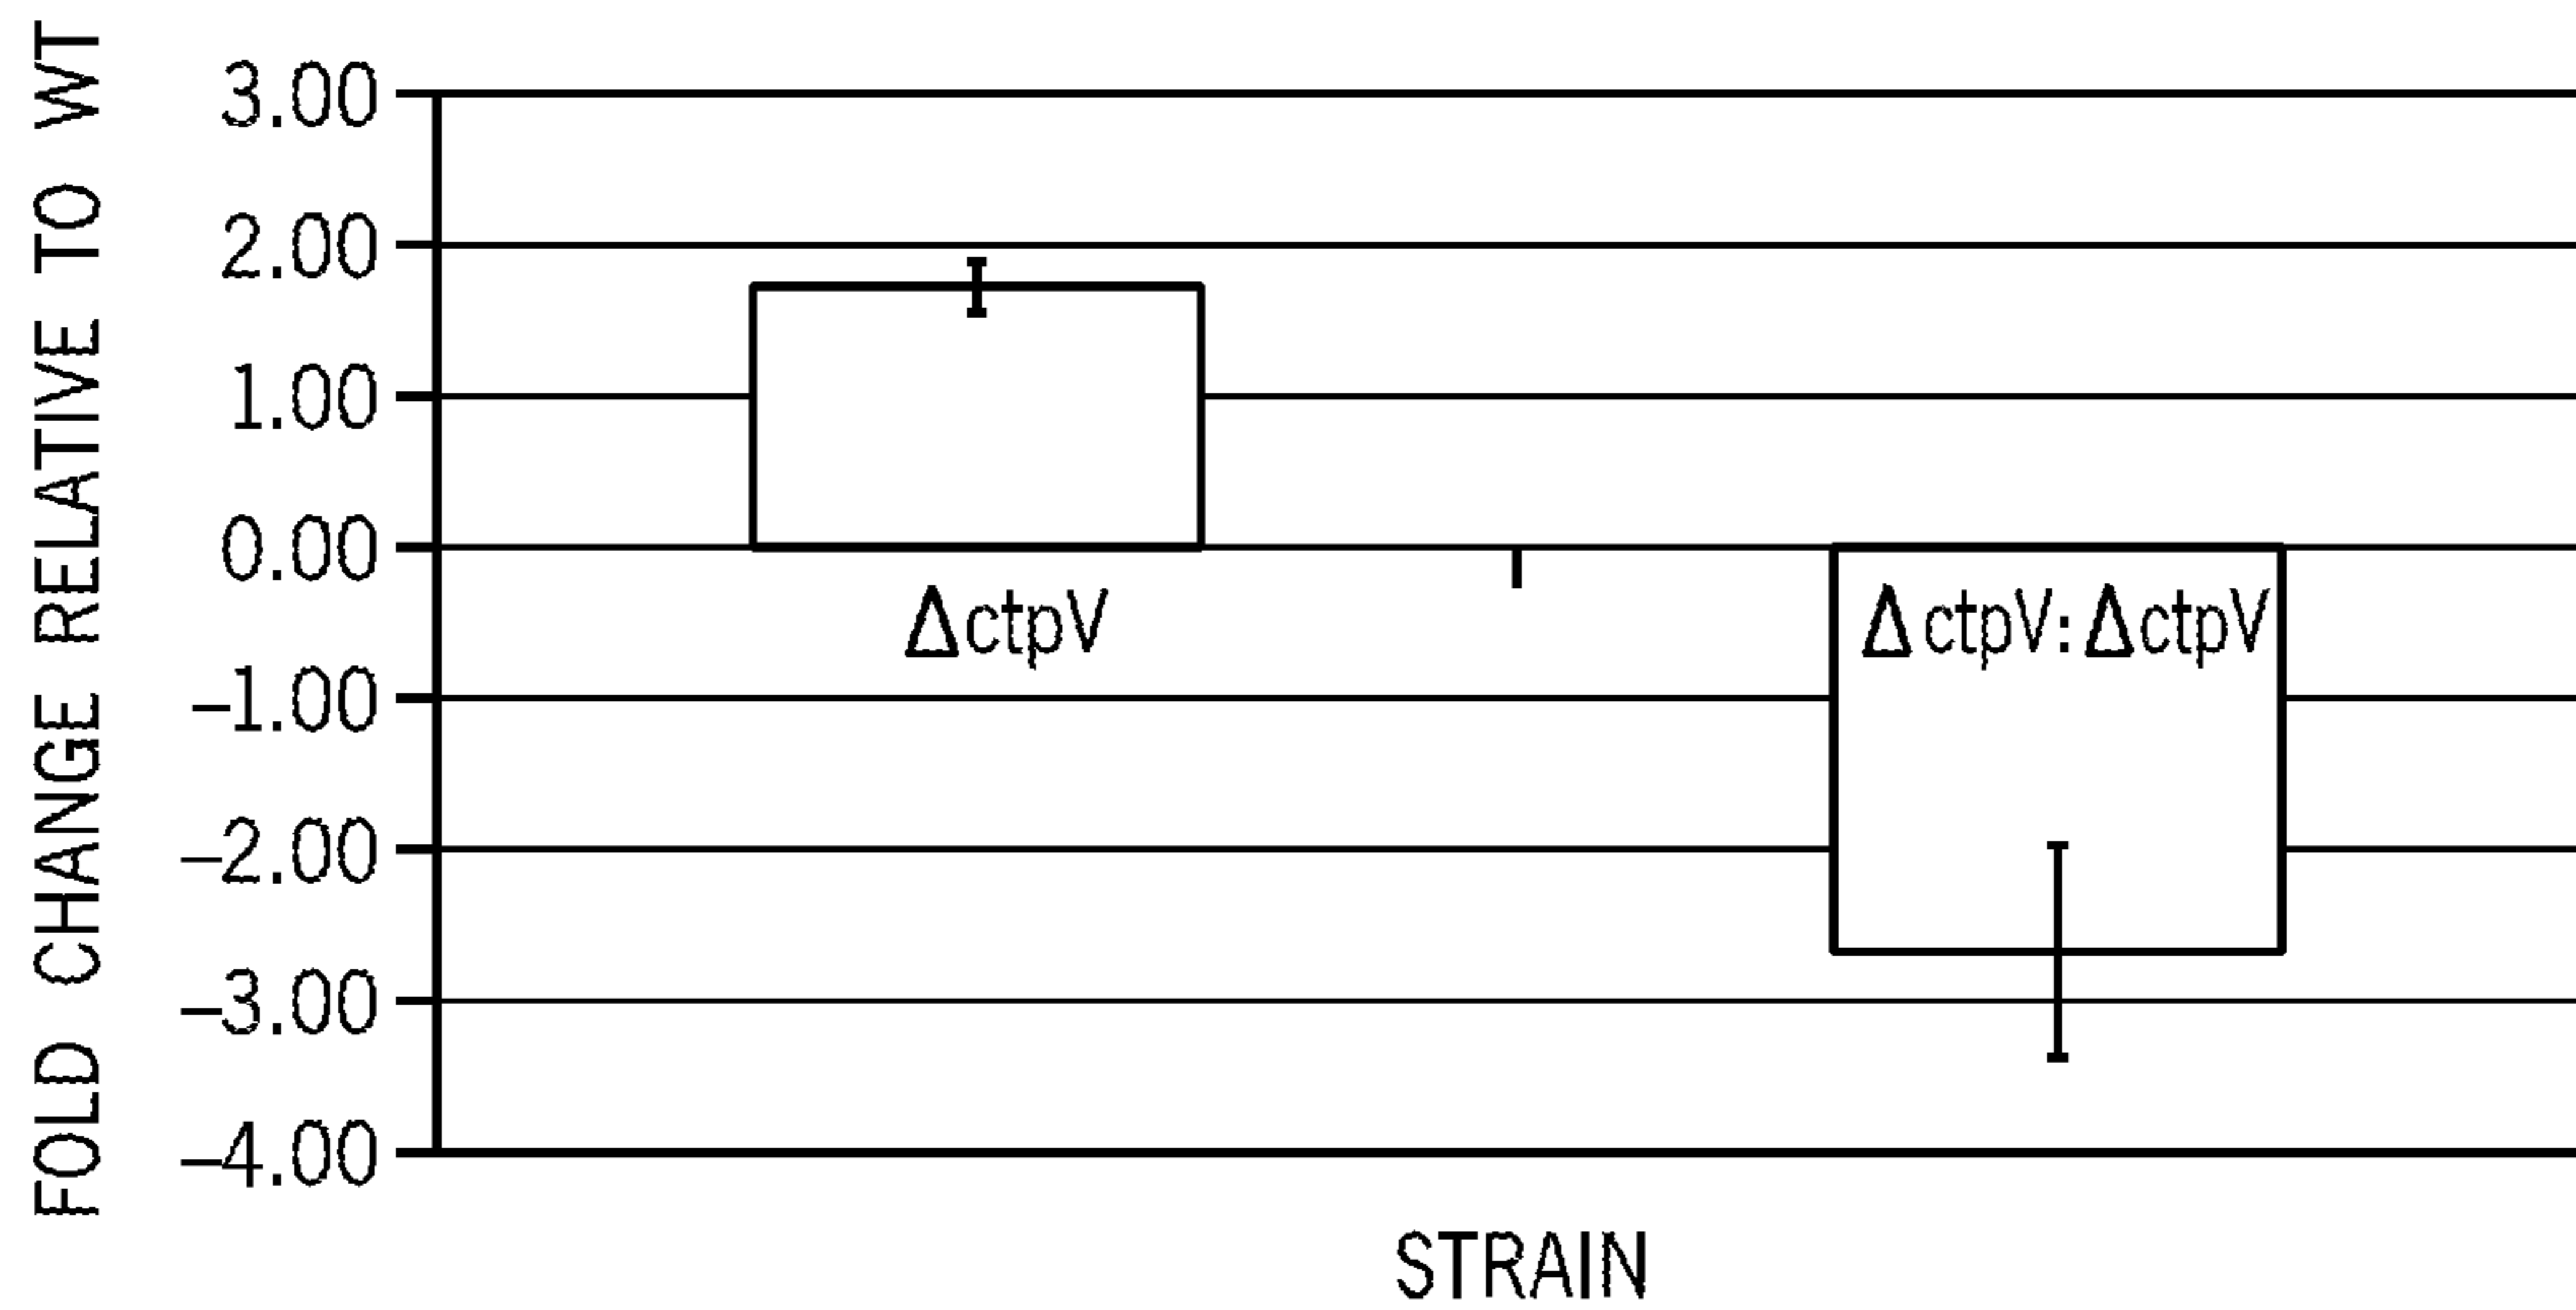 FOLD CHANGE RELATIVE TO WT
3.00
2.00
1.00
0.00
–1.00
–2.00
–3.00
–4.00
ΔctpV
ΔctpV:ΔctpV
STRAIN